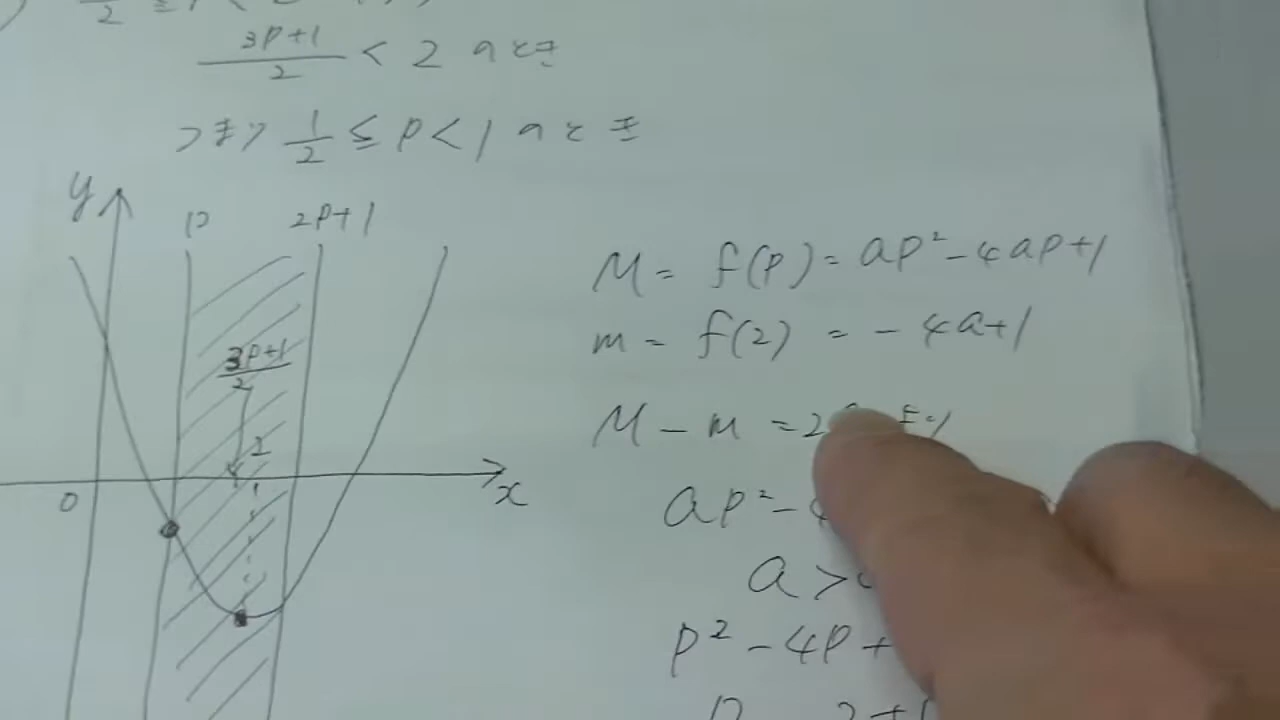 3p+1/2 < 2 のとき
つまり 1/2 ≦ p < 1 のとき
y
p
2p+1
M = f(p) = ap²-4ap+1
m = f(2) = -4a+1
3p+1/2
2
M - m = 2
0
x
ap² -
a >
p² - 4p +